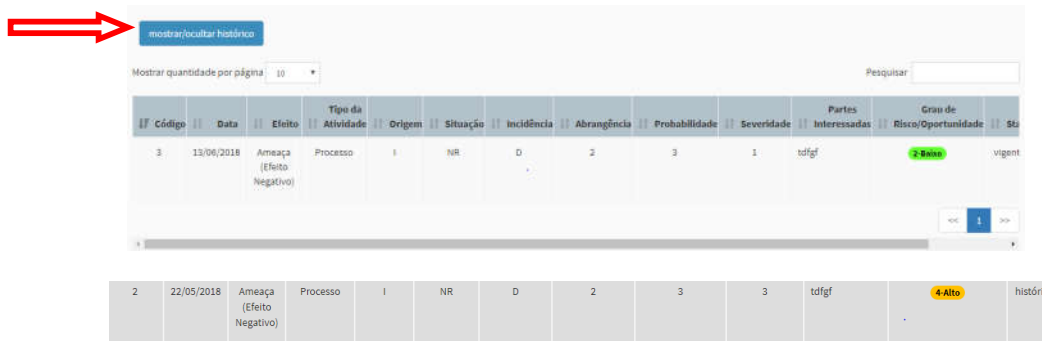 mostrar/ocultar histórico
Mostrar quantidade por página 10 Pesquisar
Código Data Efeito Tipo da Atividade Origem Situação Incidência Abrangência Probabilidade Severidade Partes Interessadas Grau de Risco/Oportunidade Sta
3 13/06/2018 Ameaça (Efeito Negativo) Processo I NR D 2 3 1 tdfgf 2-Baixo vigent
<< 1 >>
2 22/05/2018 Ameaça (Efeito Negativo) Processo I NR D 2 3 3 tdfgf 4-Alto históri